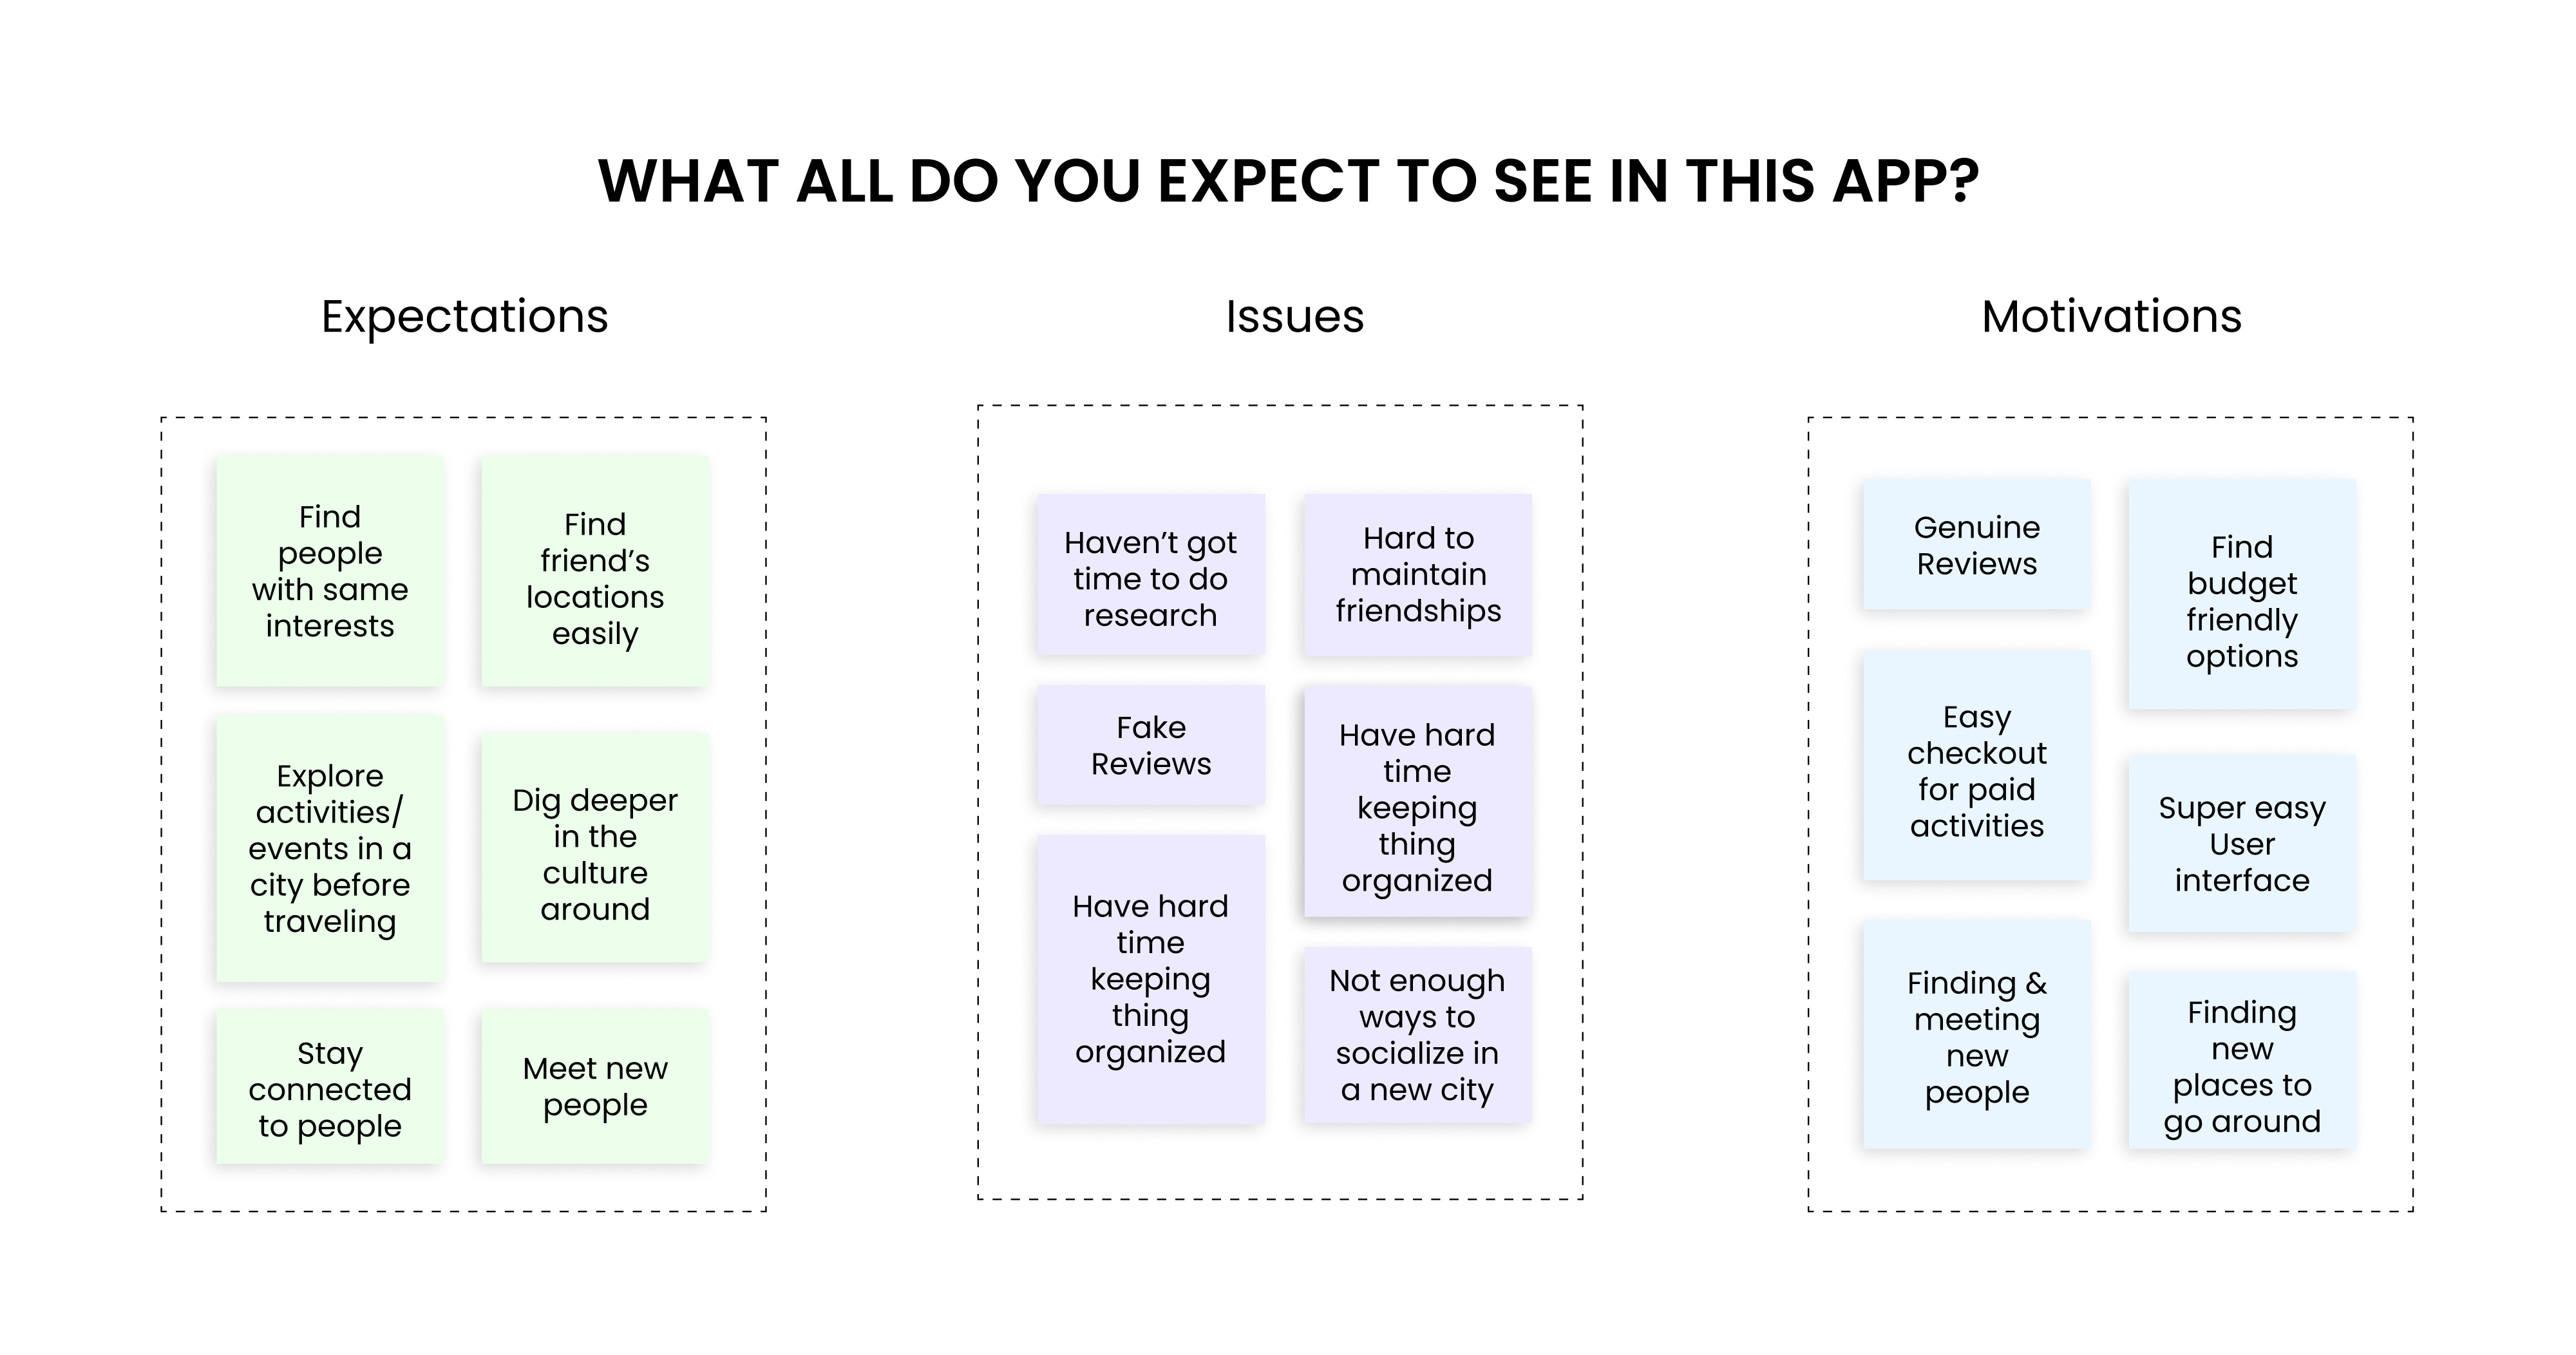 WHAT ALL DO YOU EXPECT TO SEE IN THIS APP?
Expectations
Find
people
with same
interests
Find
friend’s
locations
easily
Explore
activities/
events in a
city before
traveling
Dig deeper
in the
culture
around
Stay
connected
to people
Meet new
people
Issues
Haven’t got
time to do
research
Hard to
maintain
friendships
Fake
Reviews
Have hard
time
keeping
thing
organized
Have hard
time
keeping
thing
organized
Not enough
ways to
socialize in
a new city
Motivations
Genuine
Reviews
Find
budget
friendly
options
Easy
checkout
for paid
activities
Super easy
User
interface
Finding &
meeting
new
people
Finding
new
places to
go around